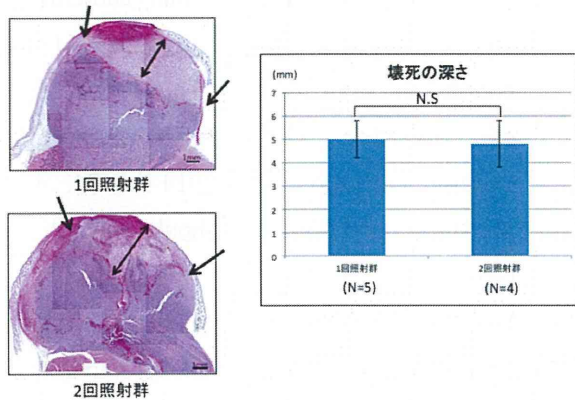 1mm
1回照射群
1mm
2回照射群
壊死の深さ
(mm)
N.S
7
6
5
4
3
2
1
0
1回照射群
2回照射群
(N=5)
(N=4)